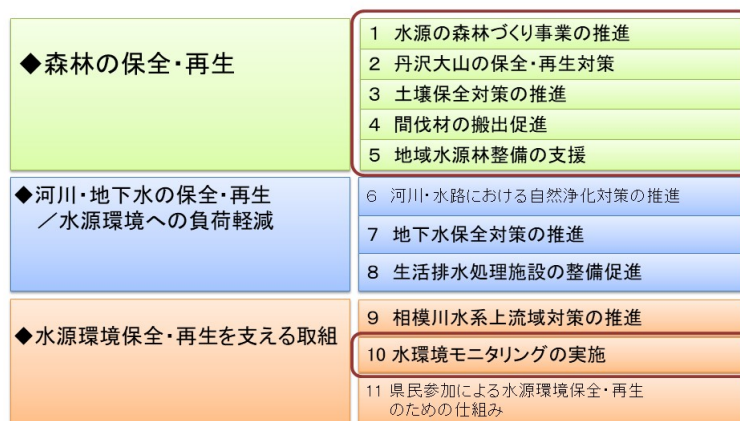 ◆森林の保全・再生
1 水源の森林づくり事業の推進
2 丹沢大山の保全・再生対策
3 土壌保全対策の推進
4 間伐材の搬出促進
5 地域水源林整備の支援
◆河川・地下水の保全・再生
／水源環境への負荷軽減
6 河川・水路における自然浄化対策の推進
7 地下水保全対策の推進
8 生活排水処理施設の整備促進
◆水源環境保全・再生を支える取組
9 相模川水系上流域対策の推進
10 水環境モニタリングの実施
11 県民参加による水源環境保全・再生
のための仕組み